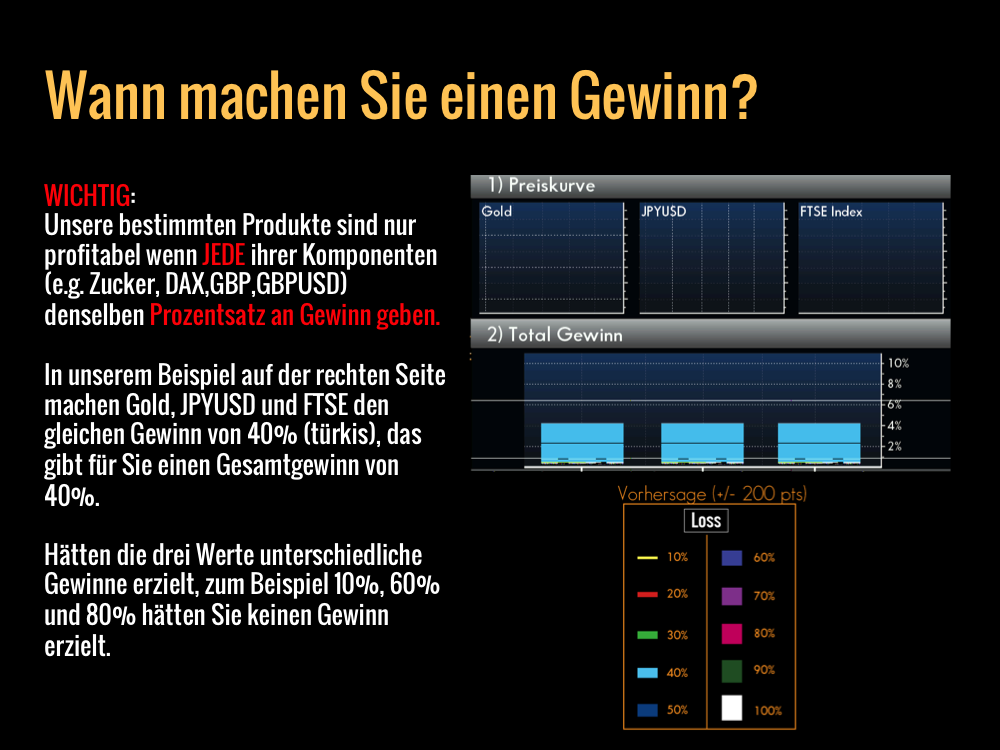 Wann machen Sie einen Gewinn?
WICHTIG:
Unsere bestimmten Produkte sind nur
profitabel wenn JEDE ihrer Komponenten
(e.g. Zucker, DAX,GBP,GBPUSD)
denselben Prozentsatz an Gewinn geben.
In unserem Beispiel auf der rechten Seite
machen Gold, JPYUSD und FTSE den
gleichen Gewinn von 40% (türkis), das
gibt für Sie einen Gesamtgewinn von
40%.
Hätten die drei Werte unterschiedliche
Gewinne erzielt, zum Beispiel 10%, 60%
und 80% hätten Sie keinen Gewinn
erzielt.
1) Preiskurve
Gold
JPYUSD
FTSE Index
2) Total Gewinn
10%
8%
6%
4%
2%
Vorhersage (+/- 200 pts)
Loss
10%
20%
30%
40%
50%
60%
70%
80%
90%
100%